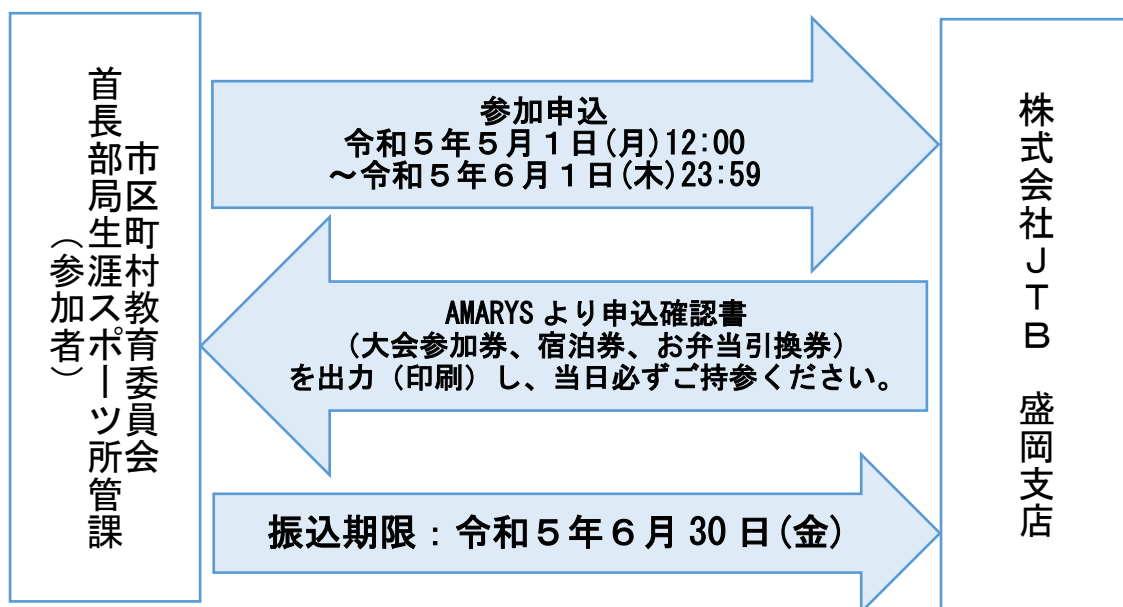 市区町村教育委員会
首長部局生涯スポーツ所管課
（参加者）
参加申込
令和５年５月１日(月)12:00
～令和５年６月１日(木)23:59
AMARYS より申込確認書
（大会参加券、宿泊券、お弁当引換券）
を出力（印刷）し、当日必ずご持参ください。
振込期限：令和５年６月 30 日(金)
株式会社ＪＴＢ　盛岡支店